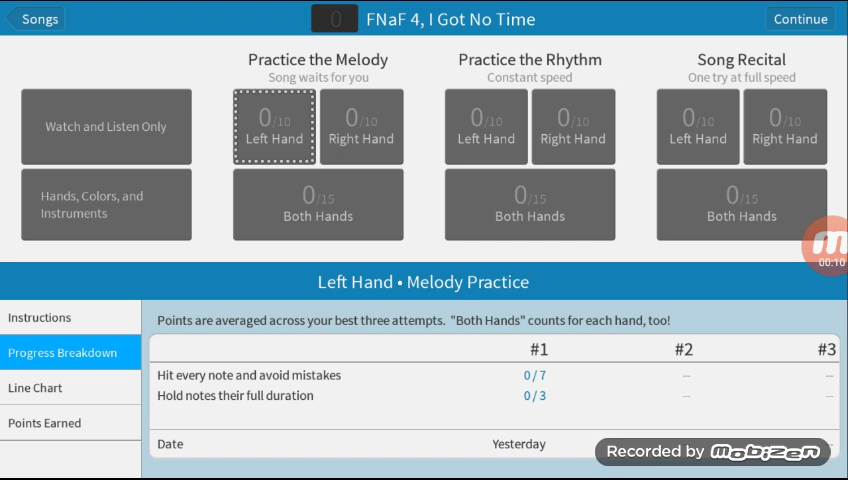 Songs
0
FNaF 4, I Got No Time
Continue
Practice the Melody
Song waits for you
Practice the Rhythm
Constant speed
Song Recital
One try at full speed
Watch and Listen Only
0/10
Left Hand
0/10
Right Hand
0/10
Left Hand
0/10
Right Hand
0/10
Left Hand
0/10
Right Hand
Hands, Colors, and
Instruments
0/15
Both Hands
0/15
Both Hands
0/15
Both Hands
00:10
Left Hand • Melody Practice
Instructions
Progress Breakdown
Line Chart
Points Earned
Points are averaged across your best three attempts. "Both Hands" counts for each hand, too!
#1 #2 #3
Hit every note and avoid mistakes 0 / 7 -- --
Hold notes their full duration 0 / 3 -- --
Date Yesterday --
Recorded by Mobizen